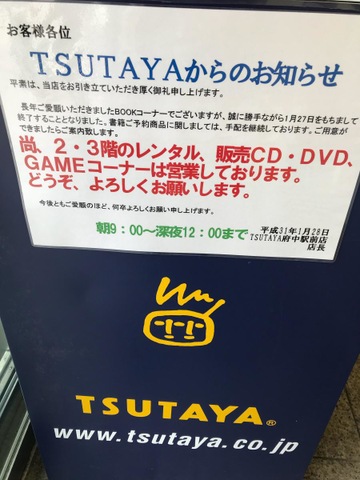 お客様各位
TSUTAYAからのお知らせ
平素は、当店をお引き立ていただき厚く御礼申し上げます。
長年ご愛顧いただきましたBOOKコーナーでございますが、誠に勝手ながら1月27日をもちまして
終了することとなりました。書籍ご予約商品に関しましては、手配を継続しております。ご用意が
できましたらご案内致します。
尚、2・3階のレンタル、販売CD・DVD、
GAMEコーナーは営業しております。
どうぞ、よろしくお願いします。
今後ともご愛顧のほど、何卒よろしくお願い申し上げます。
朝9:00~深夜12:00まで
平成31年1月28日
TSUTAYA府中駅前店
店長
TSUTAYA®
www.tsutaya.co.jp